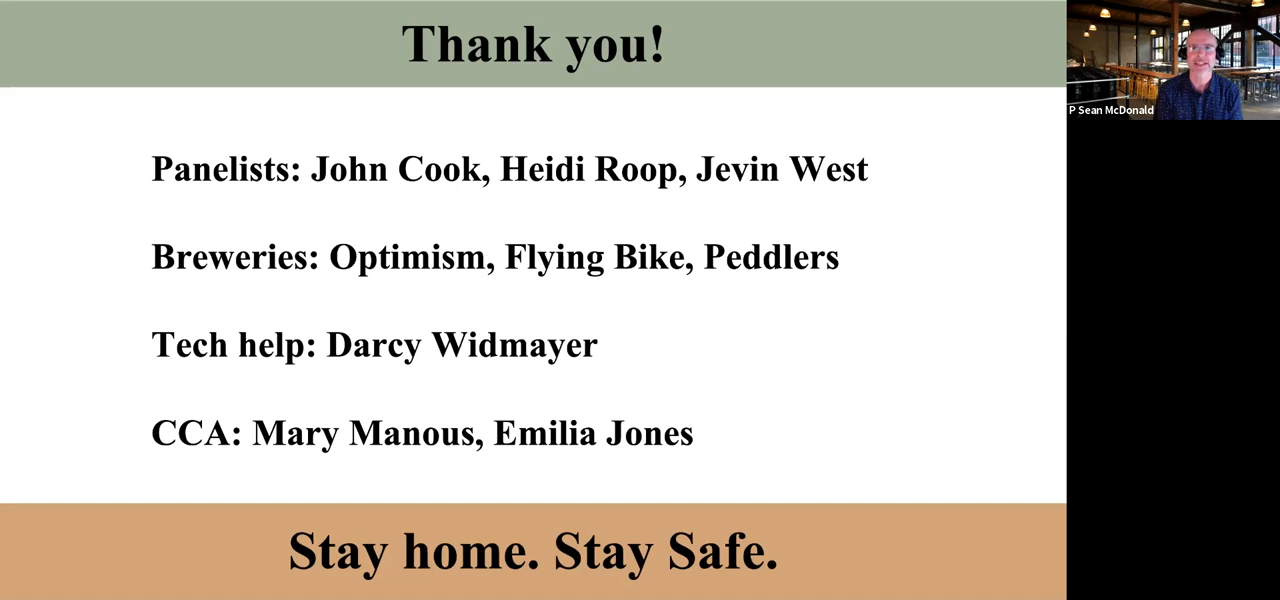 Thank you!
P Sean McDonald
Panelists: John Cook, Heidi Roop, Jevin West
Breweries: Optimism, Flying Bike, Peddlers
Tech help: Darcy Widmayer
CCA: Mary Manous, Emilia Jones
Stay home. Stay Safe.